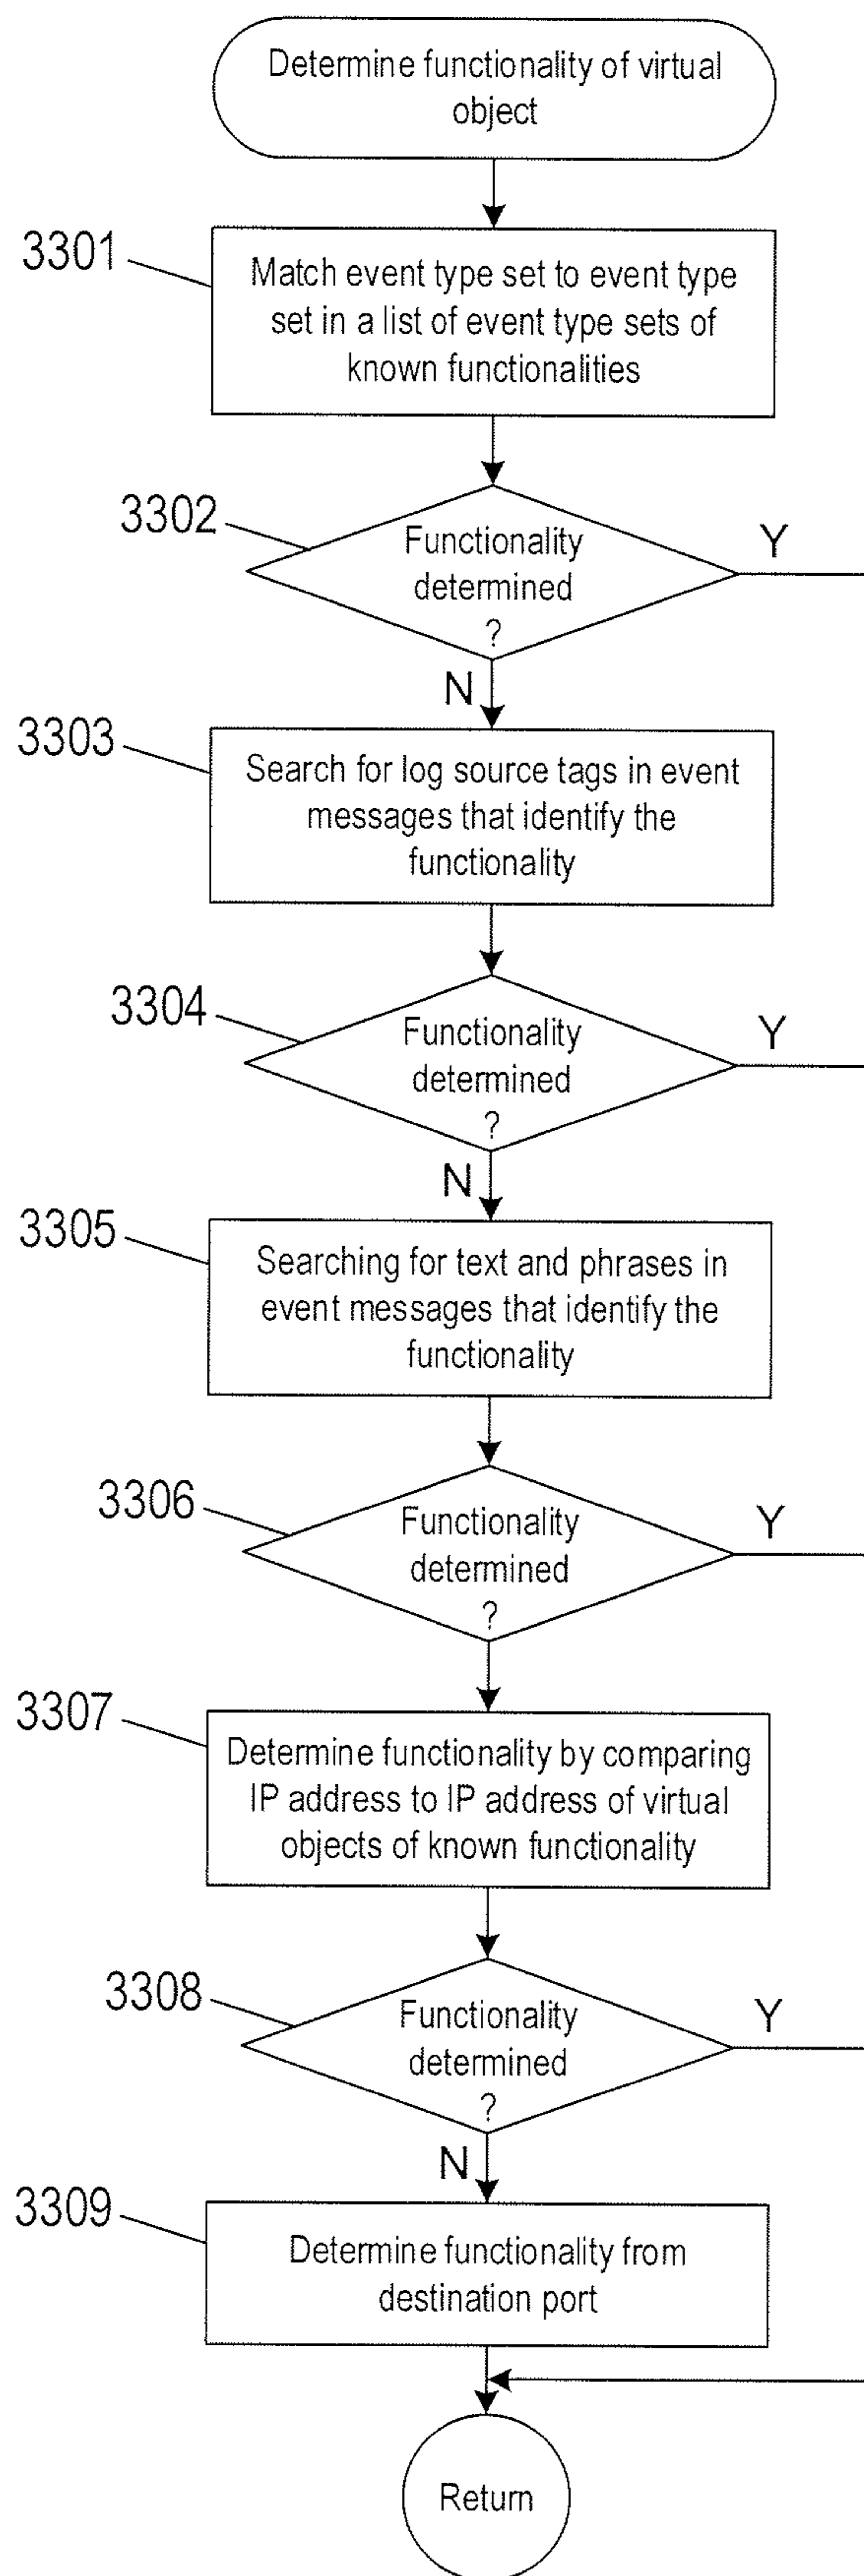 Determine functionality of virtual
object
3301
Match event type set to event type
set in a list of event type sets of
known functionalities
3302
Functionality
determined
?
Y
N
3303
Search for log source tags in event
messages that identify the
functionality
3304
Functionality
determined
?
Y
N
3305
Searching for text and phrases in
event messages that identify the
functionality
3306
Functionality
determined
?
Y
3307
Determine functionality by comparing
IP address to IP address of virtual
objects of known functionality
3308
Functionality
determined
?
Y
N
3309
Determine functionality from
destination port
Return